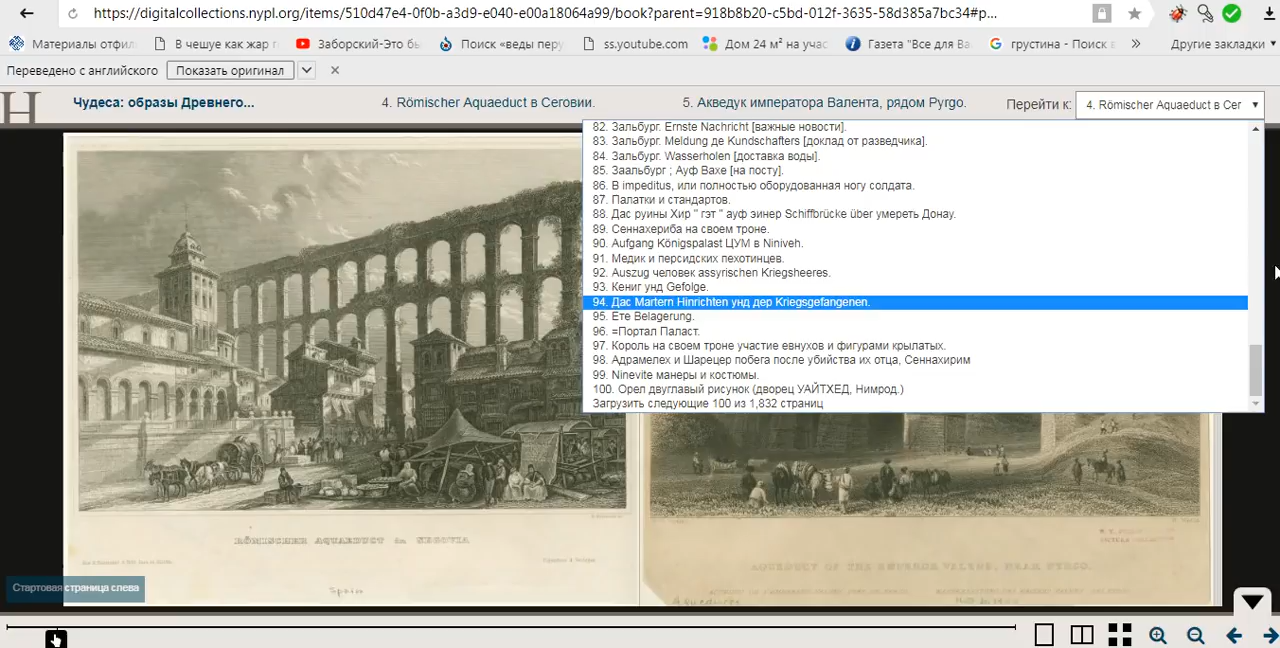 https://digitalcollections.nypl.org/items/510d47e4-0f0b-a3d9-e040-e00a18064a99/book?parent=918b8b20-c5bd-012f-3635-58d385a7bc34#p...
Материалы отфил
В чешуе как жар г
Заборский-Это бы
Поиск «веды перу
ss.youtube.com
Дом 24 м² на учас
Газета "Все для Ва
грустина - Поиск в
Другие закладки
Переведено с английского
Показать оригинал
Чудеса: образы Древнего...
4. Römischer Aquaeduct в Сеговии.
5. Акведук императора Валента, рядом Pyrgo.
Перейти к:
4. Römischer Aquaeduct в Сег
82. Зальбург. Ernste Nachricht [важные новости].
83. Зальбург. Meldung de Kundschafters [доклад от разведчика].
84. Зальбург. Wasserholen [доставка воды].
85. Заальбург ; Ауф Вахе [на посту].
86. В impeditus, или полностью оборудованная ногу солдата.
87. Палатки и стандартов.
88. Дас руины Хир " гэт " ауф эинер Schiffbrücke über умереть Донау.
89. Сеннахериба на своем троне.
90. Aufgang Königspalast ЦУМ в Niniveh.
91. Медик и персидских пехотинцев.
92. Auszug человек assyrischen Kriegsheeres.
93. Кениг унд Gefolge.
94. Дас Martern Hinrichten унд дер Kriegsgefangenen.
95. Ете Belagerung.
96. =Портал Паласт.
97. Король на своем троне участие евнухов и фигурами крылатых.
98. Адрамелех и Шарецер побега после убийства их отца, Сеннахирим
99. Ninevite манеры и костюмы.
100. Орел двуглавый рисунок (дворец УАЙТХЕД, Нимрод.)
Загрузить следующие 100 из 1,832 страниц
RÖMISCHER AQUAEDUCT in SEGOVIA
AQUEDUCT OF THE EMPEROR VALENS, NEAR PYRGO.
Spain
Стартовая страница слева